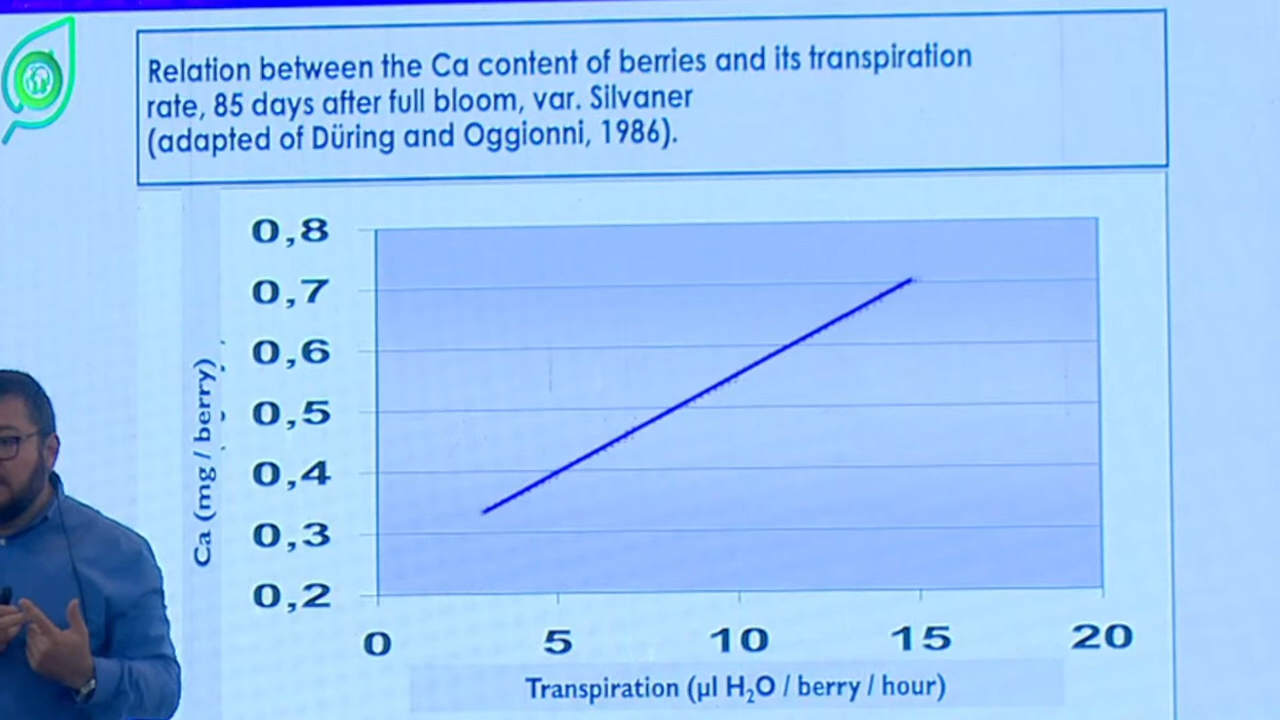 Relation between the Ca content of berries and its transpiration
rate, 85 days after full bloom, var. Silvaner
(adapted of Düring and Oggionni, 1986).
0,8
0,7
0,6
0,5
0,4
0,3
0,2
Ca (mg / berry)
0 5 10 15 20
Transpiration (µl H₂O / berry / hour)